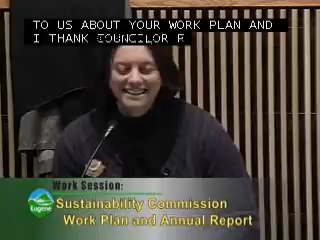 TO US ABOUT YOUR WORK PLAN AND
I THANK COUNCILOR R
Work Session:
Sustainability Commission
Work Plan and Annual Report
Eugene